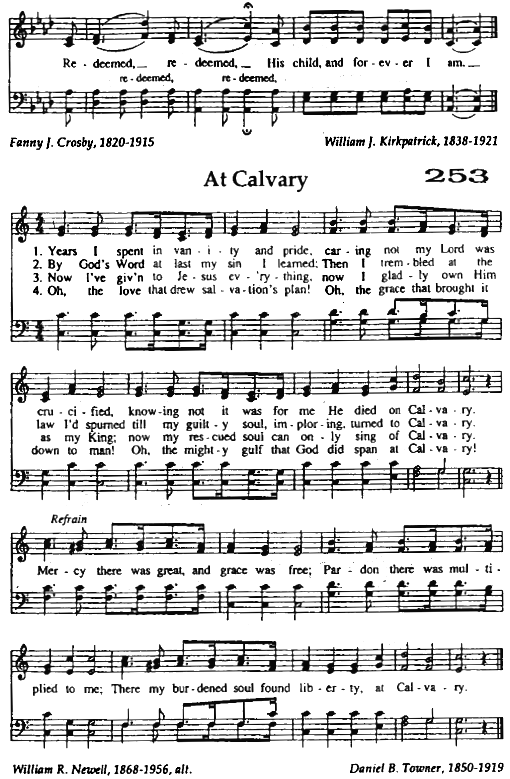 Re - deemed, re - deemed, His child, and for - ev - er I am.
re - deemed, re - deemed,
Fanny J. Crosby, 1820-1915 William J. Kirkpatrick, 1838-1921
At Calvary 253
1. Years I spent in van - i - ty and pride, car - ing not my Lord was
2. By God's Word at last my sin I learned; Then I trem - bled at the
3. Now I've giv'n to Je - sus ev - 'ry - thing, now I glad - ly own Him
4. Oh, the love that drew sal - va - tion's plan! Oh, the grace that brought it
cru - ci - fied, know - ing not it was for me He died on Cal - va - ry.
law I'd spurned till my guilt - y soul, im - plor - ing, turned to Cal - va - ry.
as my King; now my res - cued soul can on - ly sing of Cal - va - ry.
down to man! Oh, the might - y gulf that God did span at Cal - va - ry!
Refrain
Mer - cy there was great, and grace was free; Par - don there was mul - ti -
plied to me; There my bur - dened soul found lib - er - ty, at Cal - va - ry.
William R. Newell, 1868-1956, alt. Daniel B. Towner, 1850-1919